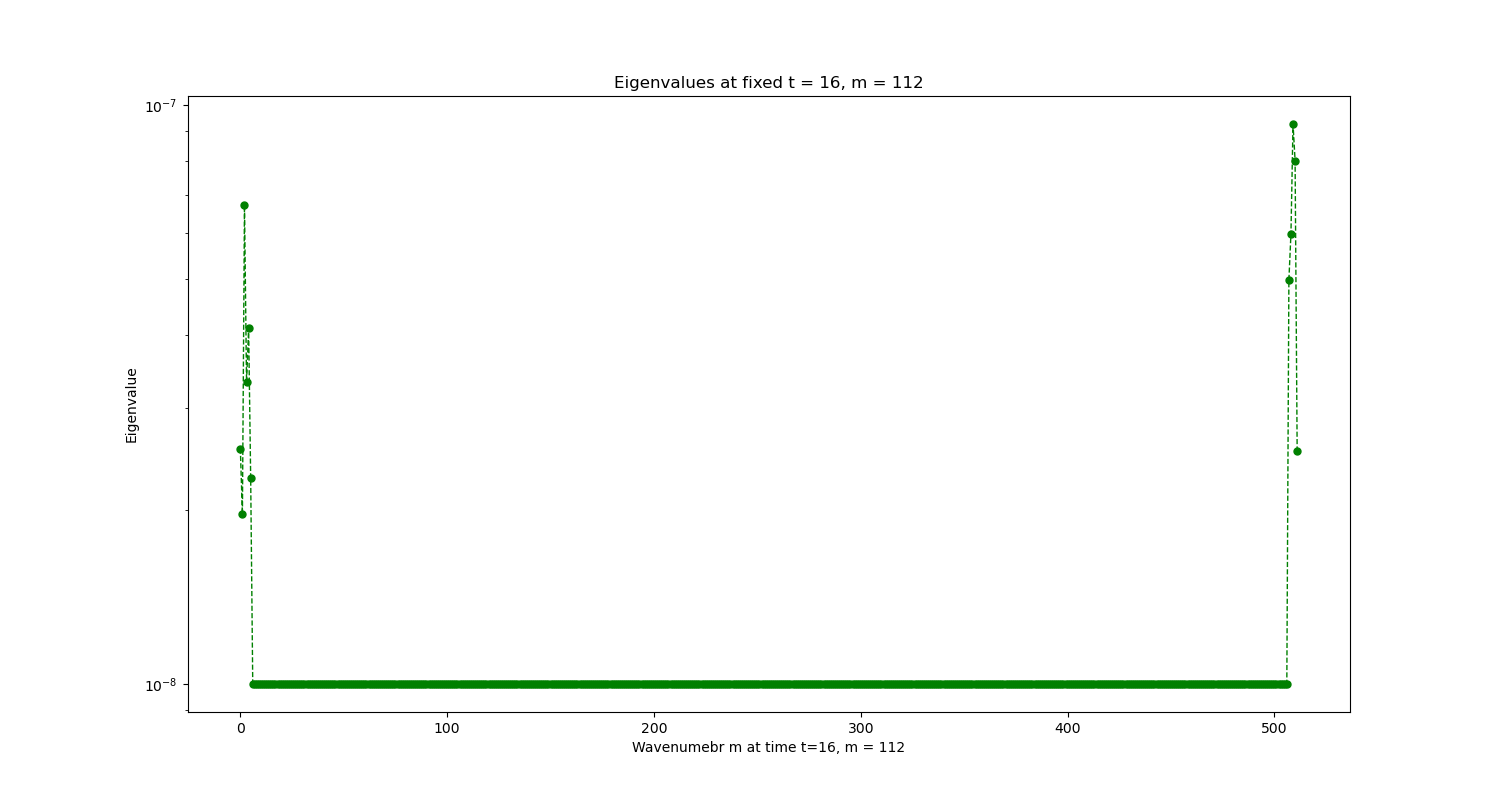 Eigenvalues at fixed t = 16, m = 112
10⁻⁷
Eigenvalue
10⁻⁸
0 100 200 300 400 500
Wavenumebr m at time t=16, m = 112